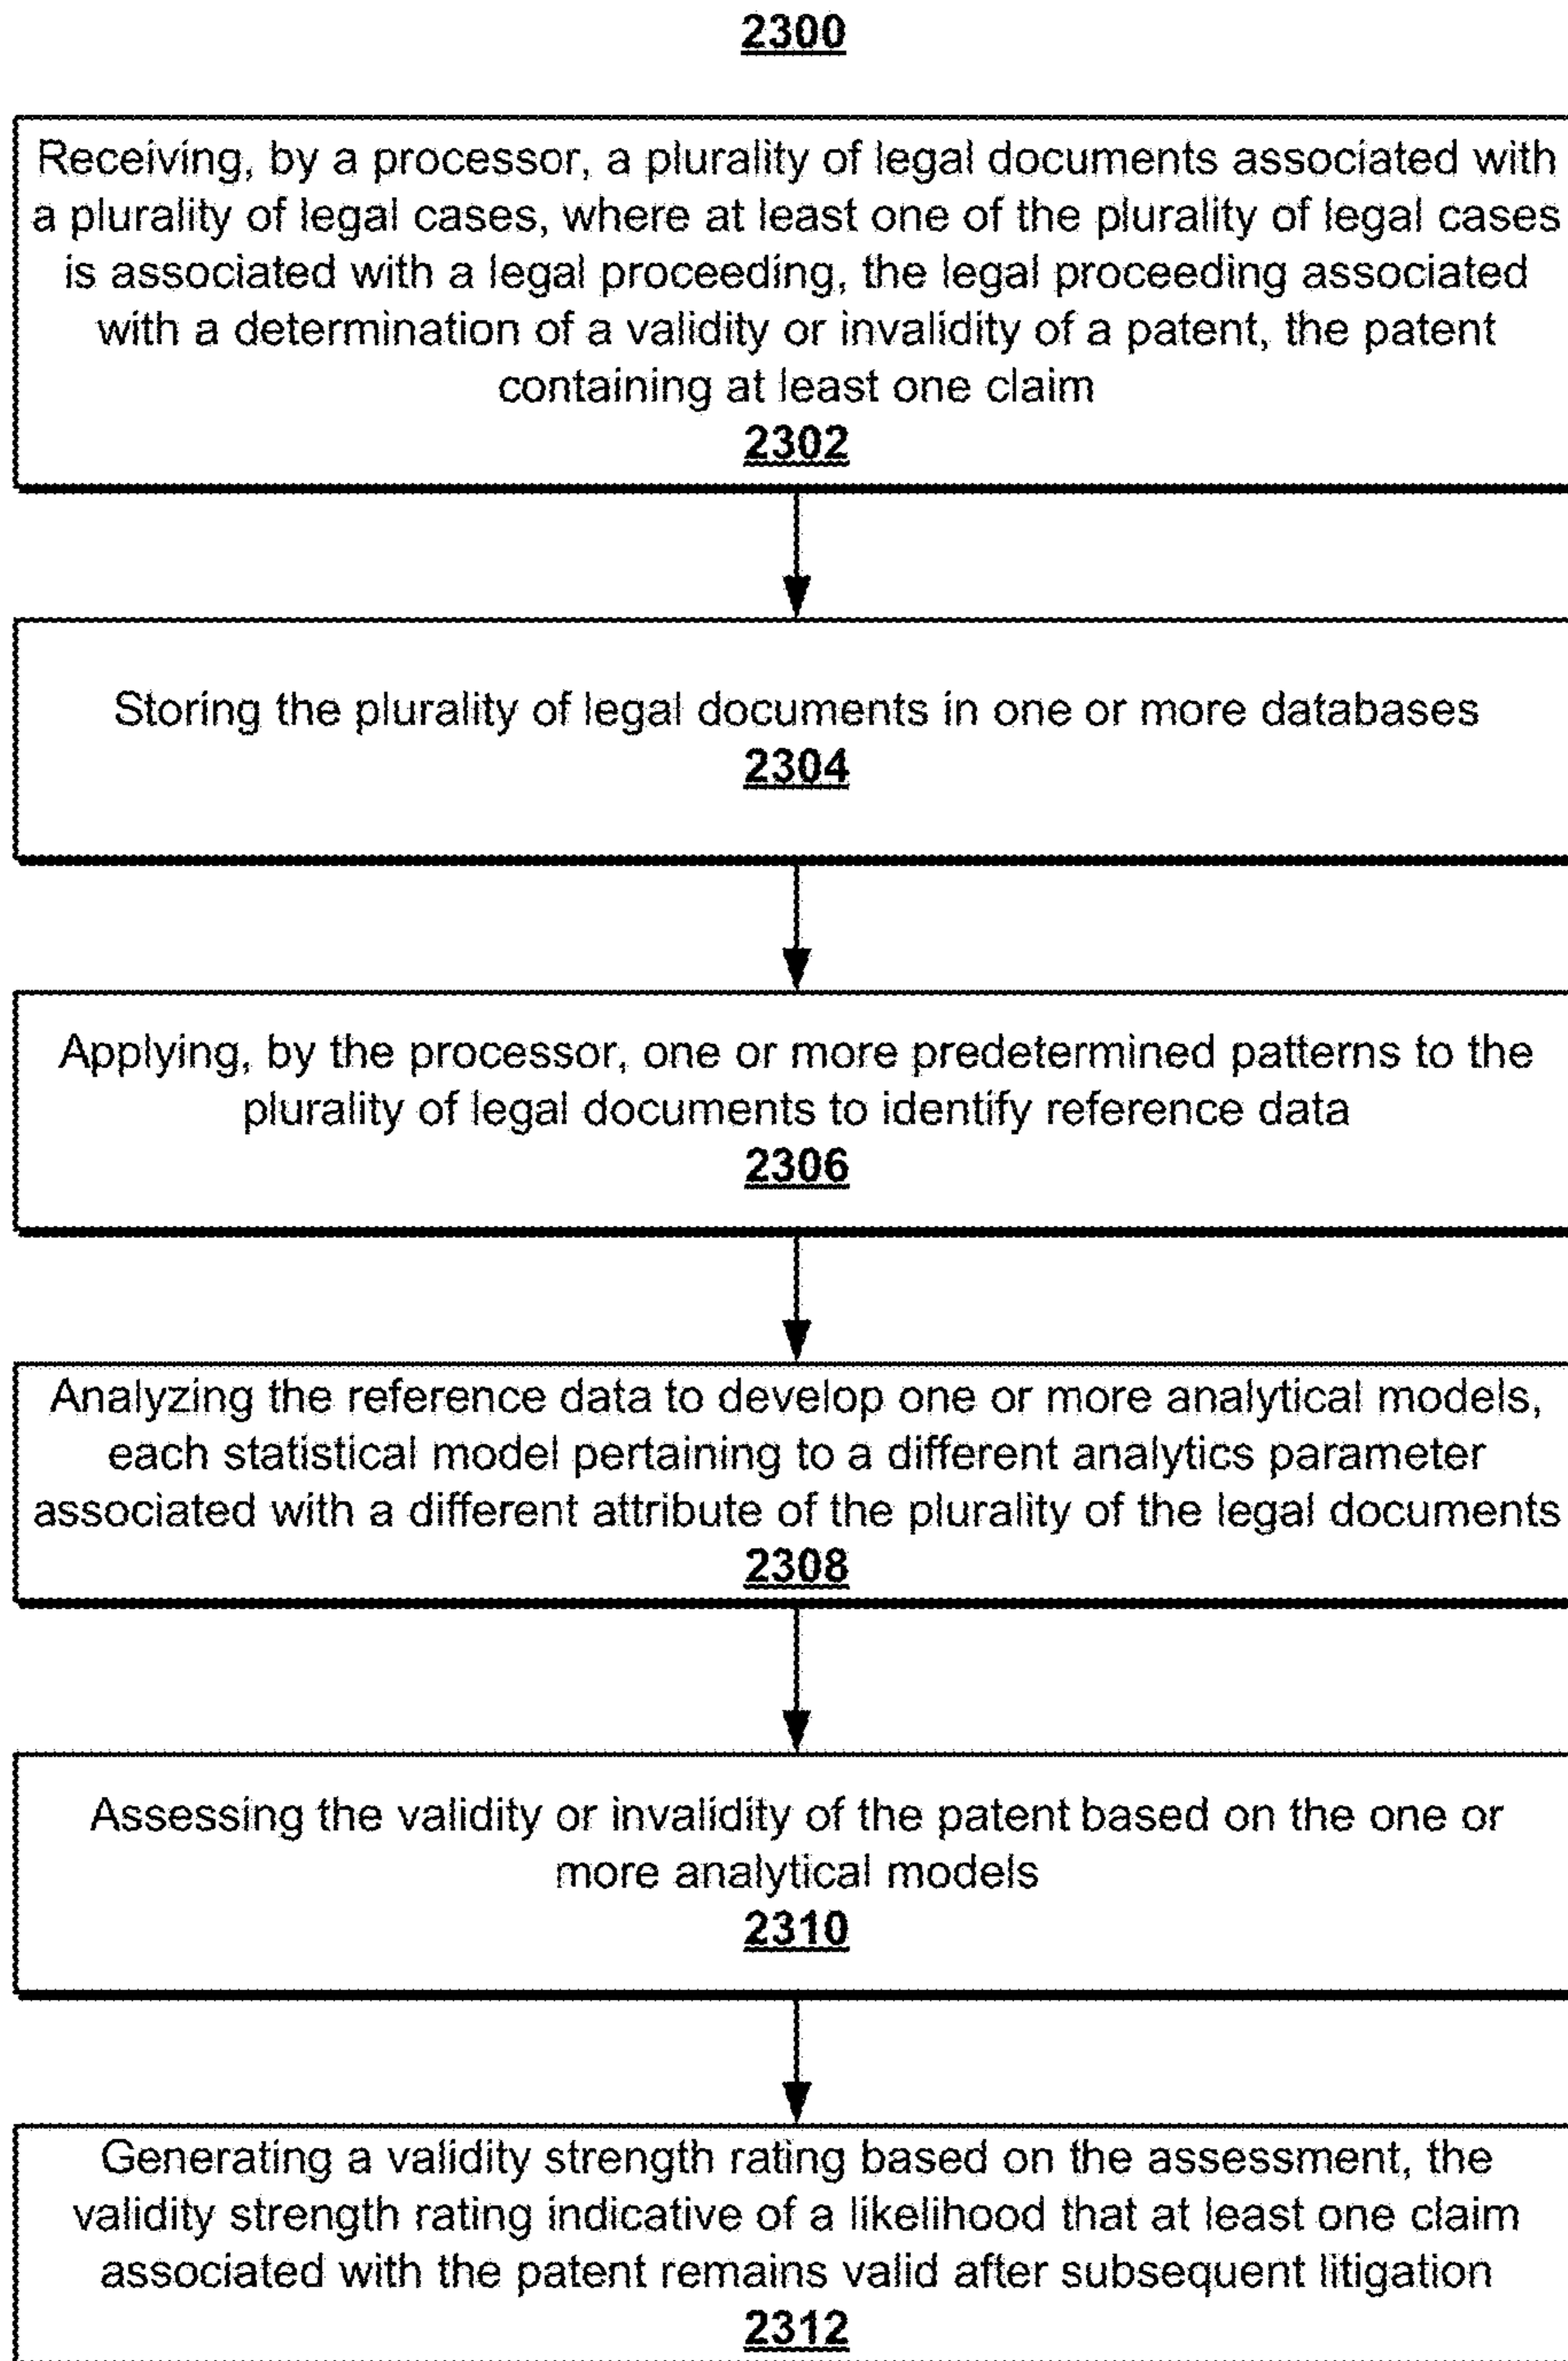 2300
Receiving, by a processor, a plurality of legal documents associated with
a plurality of legal cases, where at least one of the plurality of legal cases
is associated with a legal proceeding, the legal proceeding associated
with a determination of a validity or invalidity of a patent, the patent
containing at least one claim
2302
Storing the plurality of legal documents in one or more databases
2304
Applying, by the processor, one or more predetermined patterns to the
plurality of legal documents to identify reference data
2306
Analyzing the reference data to develop one or more analytical models,
each statistical model pertaining to a different analytics parameter
associated with a different attribute of the plurality of the legal documents
2308
Assessing the validity or invalidity of the patent based on the one or
more analytical models
2310
Generating a validity strength rating based on the assessment, the
validity strength rating indicative of a likelihood that at least one claim
associated with the patent remains valid after subsequent litigation
2312